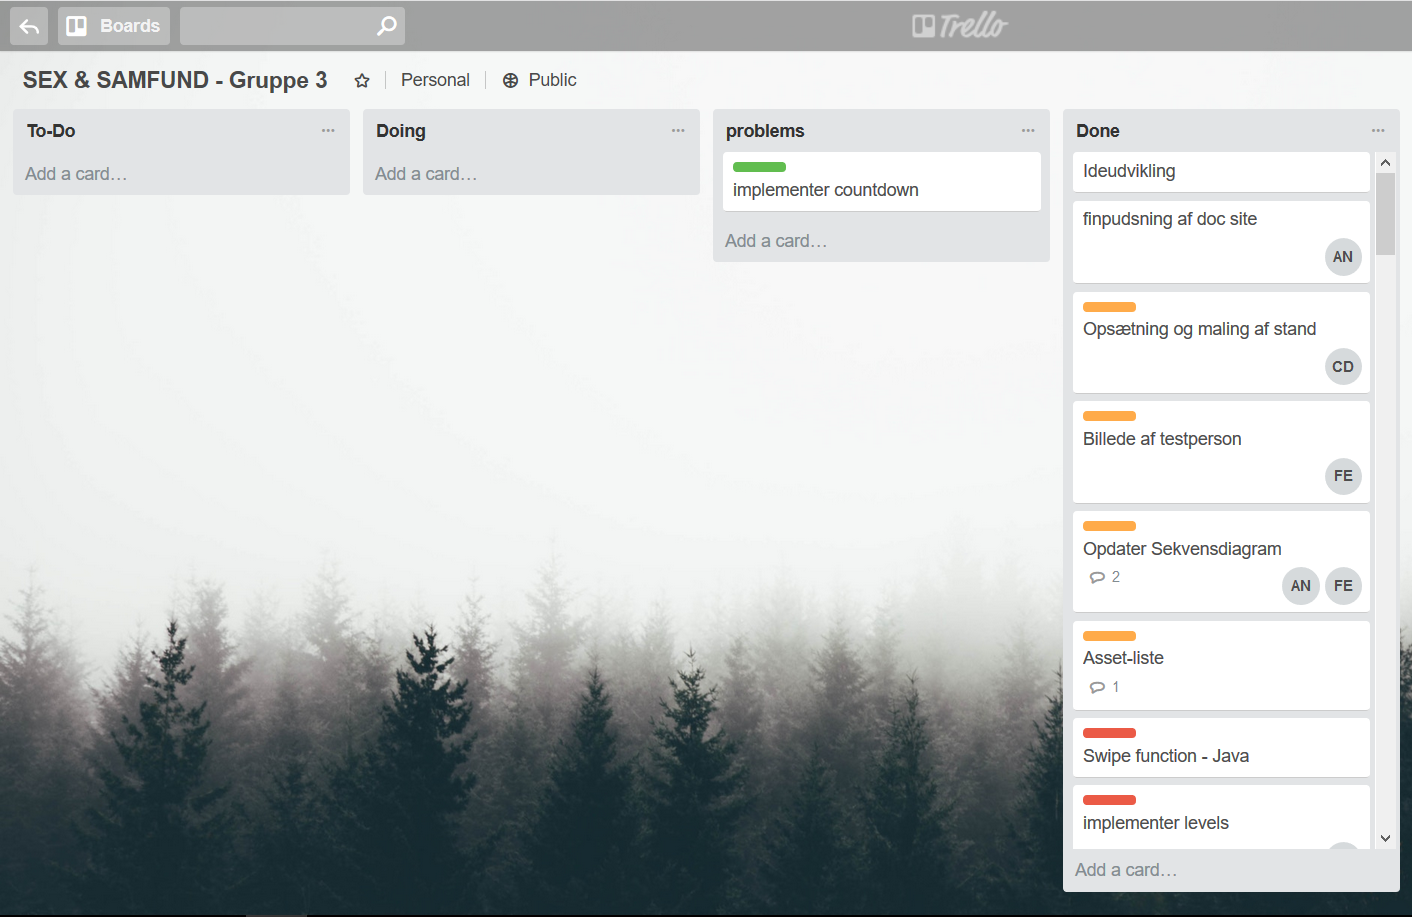 Boards
Trello
SEX & SAMFUND - Gruppe 3
Personal
Public
To-Do
Add a card…
Doing
Add a card…
problems
implementer countdown
Add a card…
Done
Ideudvikling
finpudsning af doc site
AN
Opsætning og maling af stand
CD
Billede af testperson
FE
Opdater Sekvensdiagram
2
AN FE
Asset-liste
1
Swipe function - Java
implementer levels
Add a card…